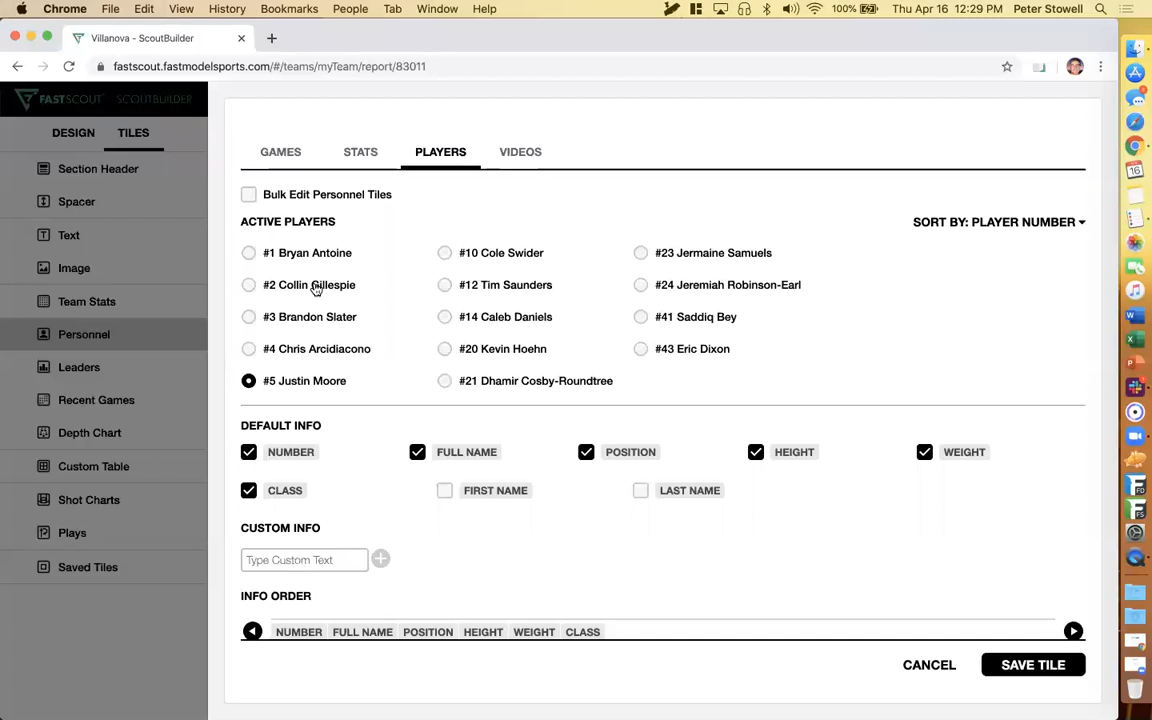 Chrome File Edit View History Bookmarks People Tab Window Help 100% Thu Apr 16 12:29 PM Peter Stowell
Villanova - ScoutBuilder
fastscout.fastmodelsports.com/#/teams/myTeam/report/83011
FASTSCOUT SCOUTBUILDER
DESIGN TILES
Section Header
Spacer
Text
Image
Team Stats
Personnel
Leaders
Recent Games
Depth Chart
Custom Table
Shot Charts
Plays
Saved Tiles
GAMES STATS PLAYERS VIDEOS
Bulk Edit Personnel Tiles
ACTIVE PLAYERS SORT BY: PLAYER NUMBER
#1 Bryan Antoine #10 Cole Swider #23 Jermaine Samuels
#2 Collin Gillespie #12 Tim Saunders #24 Jeremiah Robinson-Earl
#3 Brandon Slater #14 Caleb Daniels #41 Saddiq Bey
#4 Chris Arcidiacono #20 Kevin Hoehn #43 Eric Dixon
#5 Justin Moore #21 Dhamir Cosby-Roundtree
DEFAULT INFO
NUMBER FULL NAME POSITION HEIGHT WEIGHT
CLASS FIRST NAME LAST NAME
CUSTOM INFO
Type Custom Text
INFO ORDER
NUMBER FULL NAME POSITION HEIGHT WEIGHT CLASS
CANCEL SAVE TILE